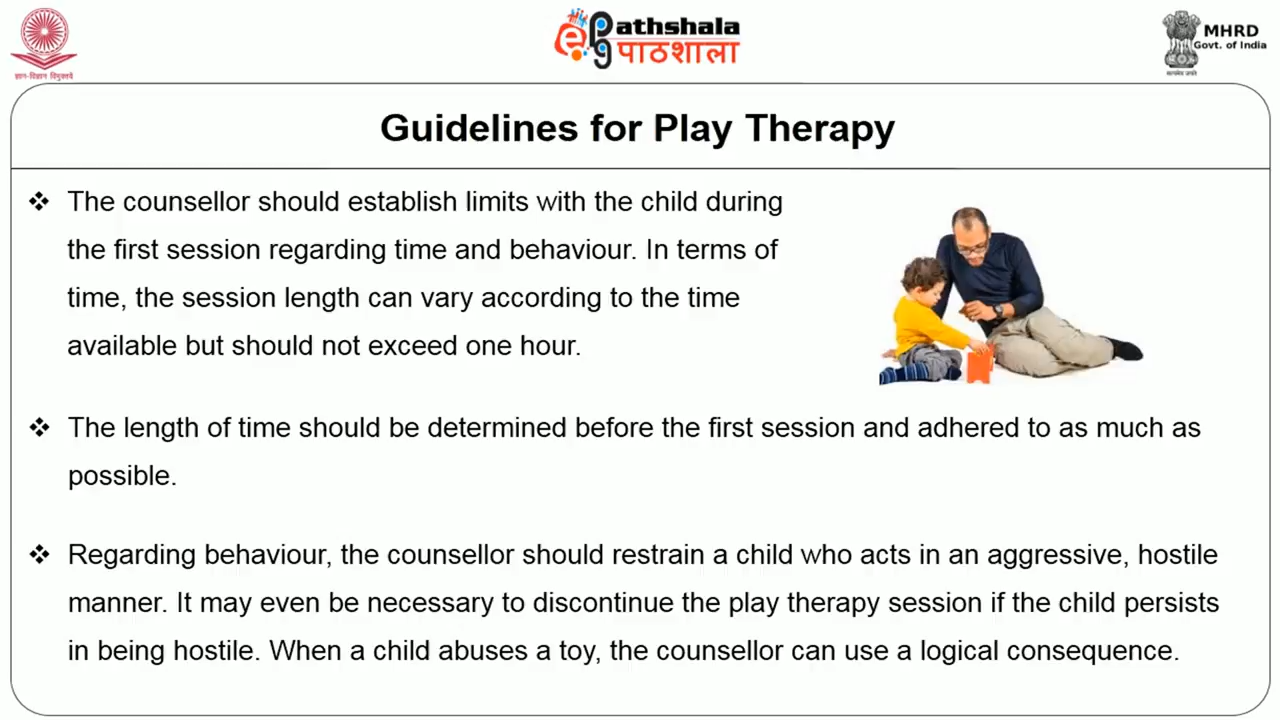 ज्ञान-विज्ञान विमुक्तये
ePG Pathshala
पाठशाला
MHRD
Govt. of India
सत्यमेव जयते
Guidelines for Play Therapy
❖ The counsellor should establish limits with the child during
the first session regarding time and behaviour. In terms of
time, the session length can vary according to the time
available but should not exceed one hour.
❖ The length of time should be determined before the first session and adhered to as much as
possible.
❖ Regarding behaviour, the counsellor should restrain a child who acts in an aggressive, hostile
manner. It may even be necessary to discontinue the play therapy session if the child persists
in being hostile. When a child abuses a toy, the counsellor can use a logical consequence.